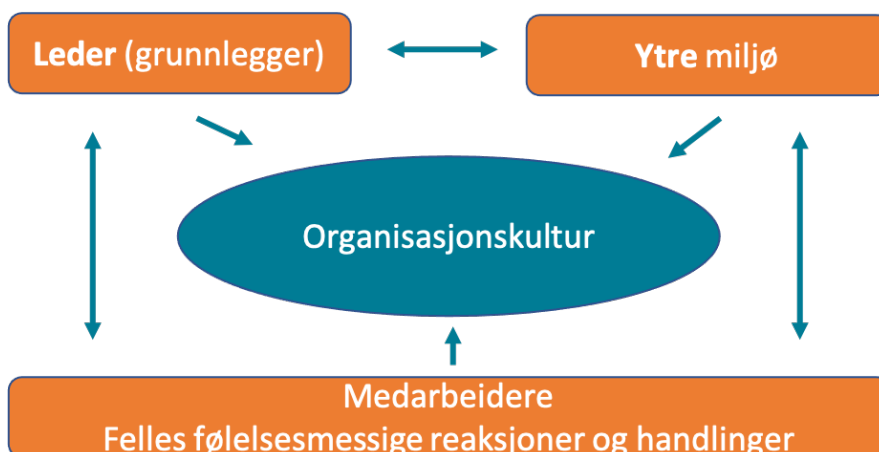 Leder (grunnlegger)
Ytre miljø
Organisasjonskultur
Medarbeidere
Felles følelsesmessige reaksjoner og handlinger